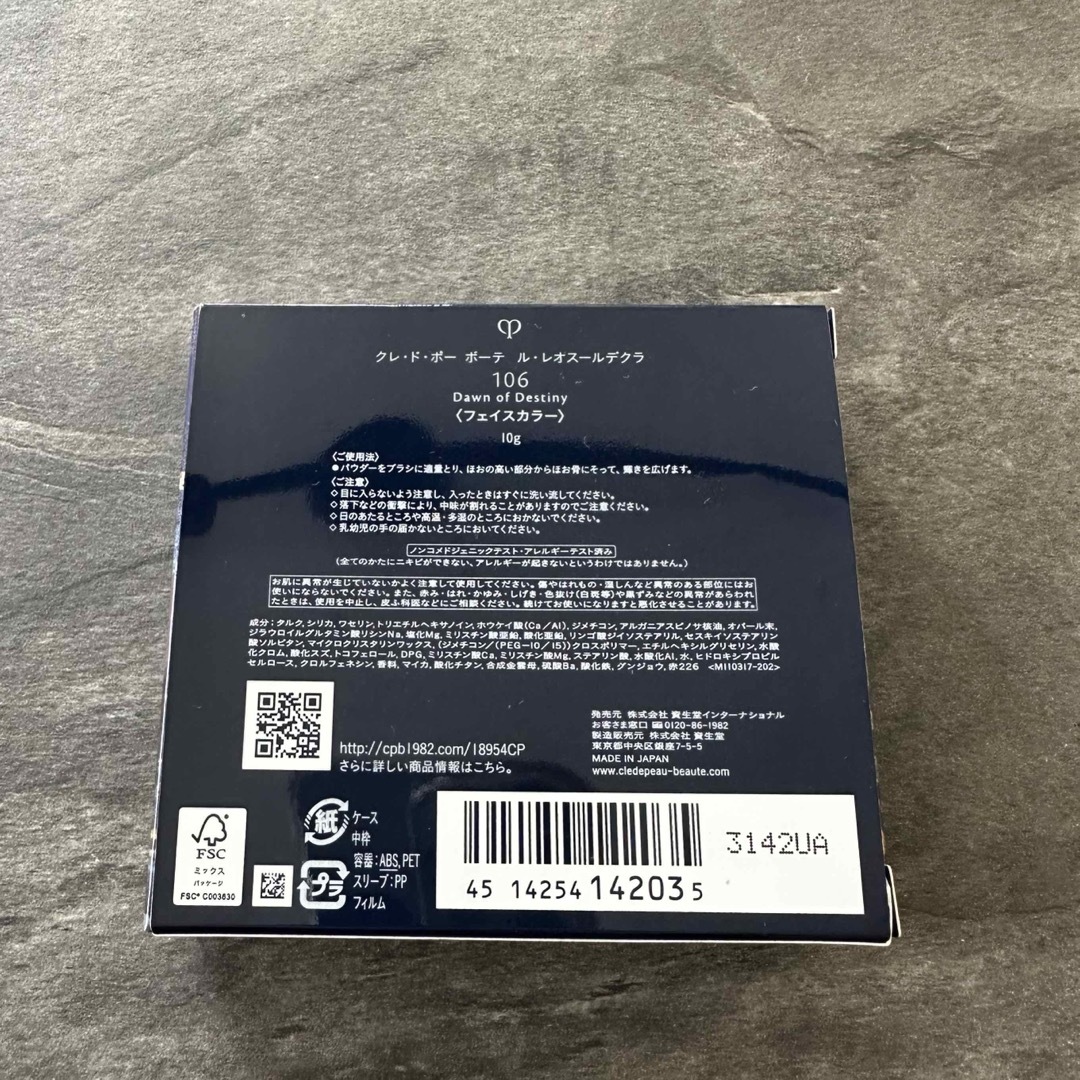 クレ・ド・ポー ボーテ ル・レオスールデクラ
106
Dawn of Destiny
〈フェイスカラー〉
10g
〈ご使用法〉
●パウダーをブラシに適量とり、ほおの高い部分からほお骨にそって、輝きを広げます。
〈ご注意〉
◇目に入らないよう注意し、入ったときはすぐに洗い流してください。
◇落下などの衝撃により、中味が割れることがありますのでご注意ください。
◇日のあたるところや高温・多湿のところにおかないでください。
◇乳幼児の手の届かないところにおいてください。
ノンコメドジェニックテスト・アレルギーテスト済み
(全てのかたにニキビができない、アレルギーが起きないというわけではありません。)
お肌に異常が生じていないかよく注意して使用してください。傷やはれもの・湿しんなど異常のある部位にはお
使いにならないでください。また、赤み・はれ・かゆみ・しげき・色抜け(白斑等)や黒ずみなどの異常があらわれ
たときは、使用を中止し、皮ふ科医などにご相談ください。続けてお使いになりますと悪化させることがあります。
成分：タルク, シリカ, ワセリン, トリエチルヘキサノイン, ホウケイ酸(Ca／Al), ジメチコン, アルガニアスピノサ核油, オパール末,
ジラウロイルグルタミン酸リシンNa, 塩化Mg, ミリスチン酸亜鉛, 酸化亜鉛, リンゴ酸ジイソステアリル, セスキイソステアリン
酸ソルビタン, マイクロクリスタリンワックス, (ジメチコン／(PEG-10／15))クロスポリマー, エチルヘキシルグリセリン, 水酸
化クロム, 酸化スズ, トコフェロール, DPG, ミリスチン酸Ca, ミリスチン酸Mg, ステアリン酸, 水酸化Al, 水, ヒドロキシプロピル
セルロース, クロルフェネシン, 香料, マイカ, 酸化チタン, 合成金雲母, 硫酸Ba, 酸化鉄, グンジョウ, 赤226 <M110317-202>
http://cpb1982.com/18954CP
さらに詳しい商品情報はこちら。
発売元 株式会社 資生堂インターナショナル
お客さま窓口 0120-86-1982
製造販売元 株式会社 資生堂
東京都中央区銀座7-5-5
MADE IN JAPAN
www.cledepeau-beaute.com
FSC
ミックス
パッケージ
FSC® C003630
紙
ケース
中枠
プラ
容器：ABS, PET
スリーブ：PP
フィルム
45 14254 14203 5
3142UA